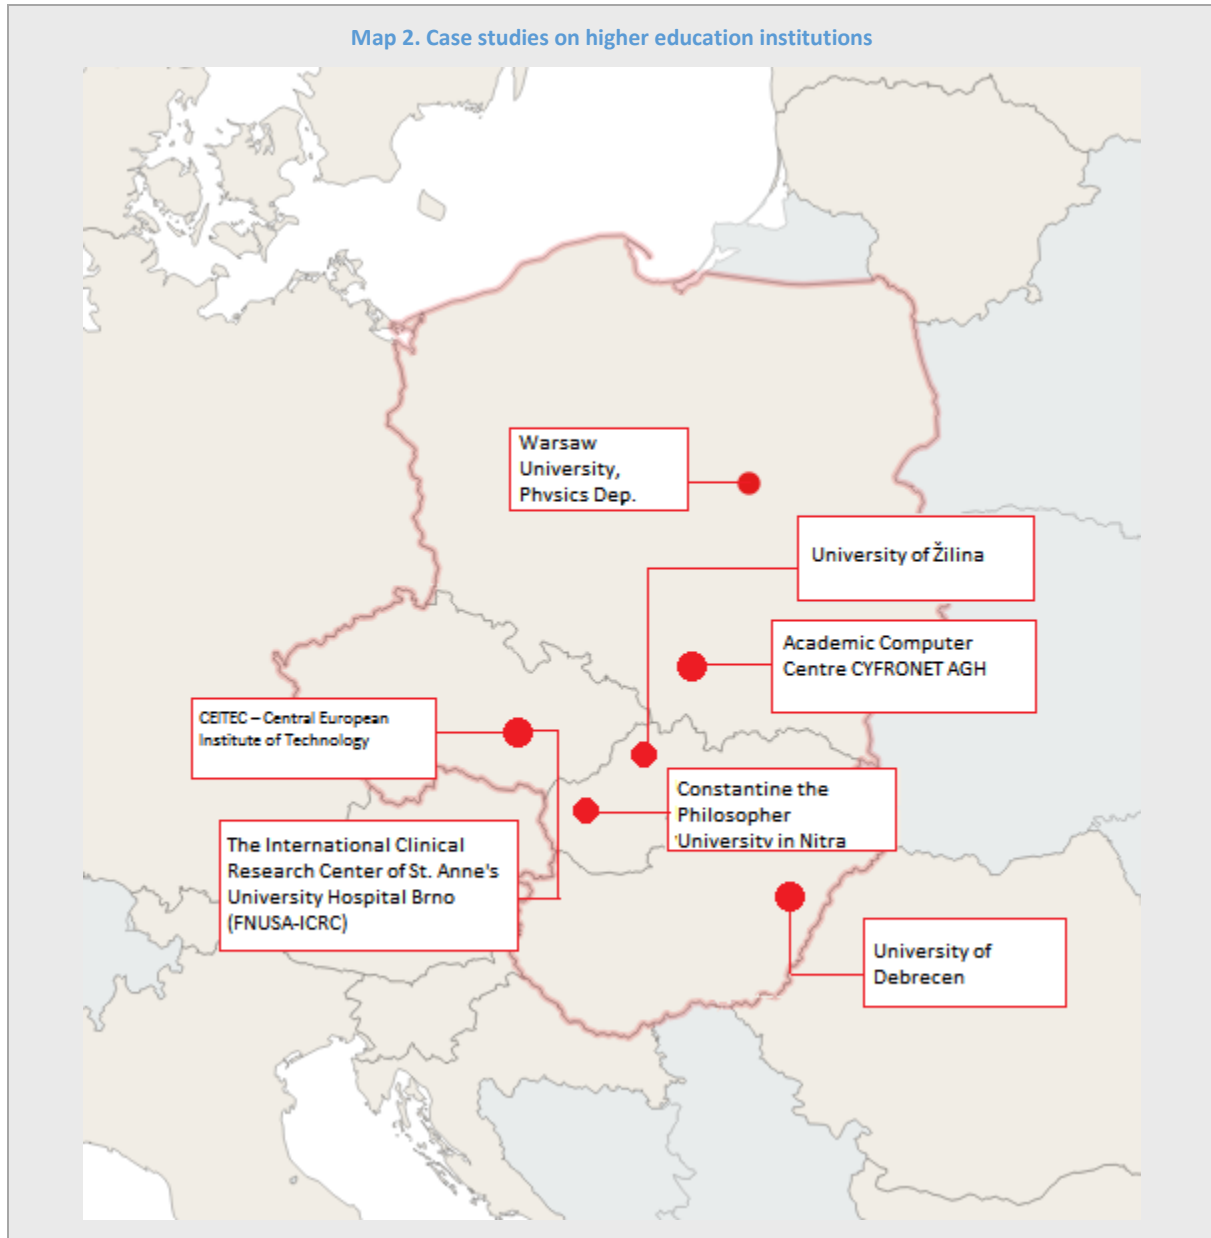 Map 2. Case studies on higher education institutions
Warsaw
University,
Physics Dep.
University of Žilina
Academic Computer
Centre CYFRONET AGH
CEITEC – Central European
Institute of Technology
Constantine the
Philosopher
University in Nitra
The International Clinical
Research Center of St. Anne's
University Hospital Brno
(FNUSA-ICRC)
University of
Debrecen